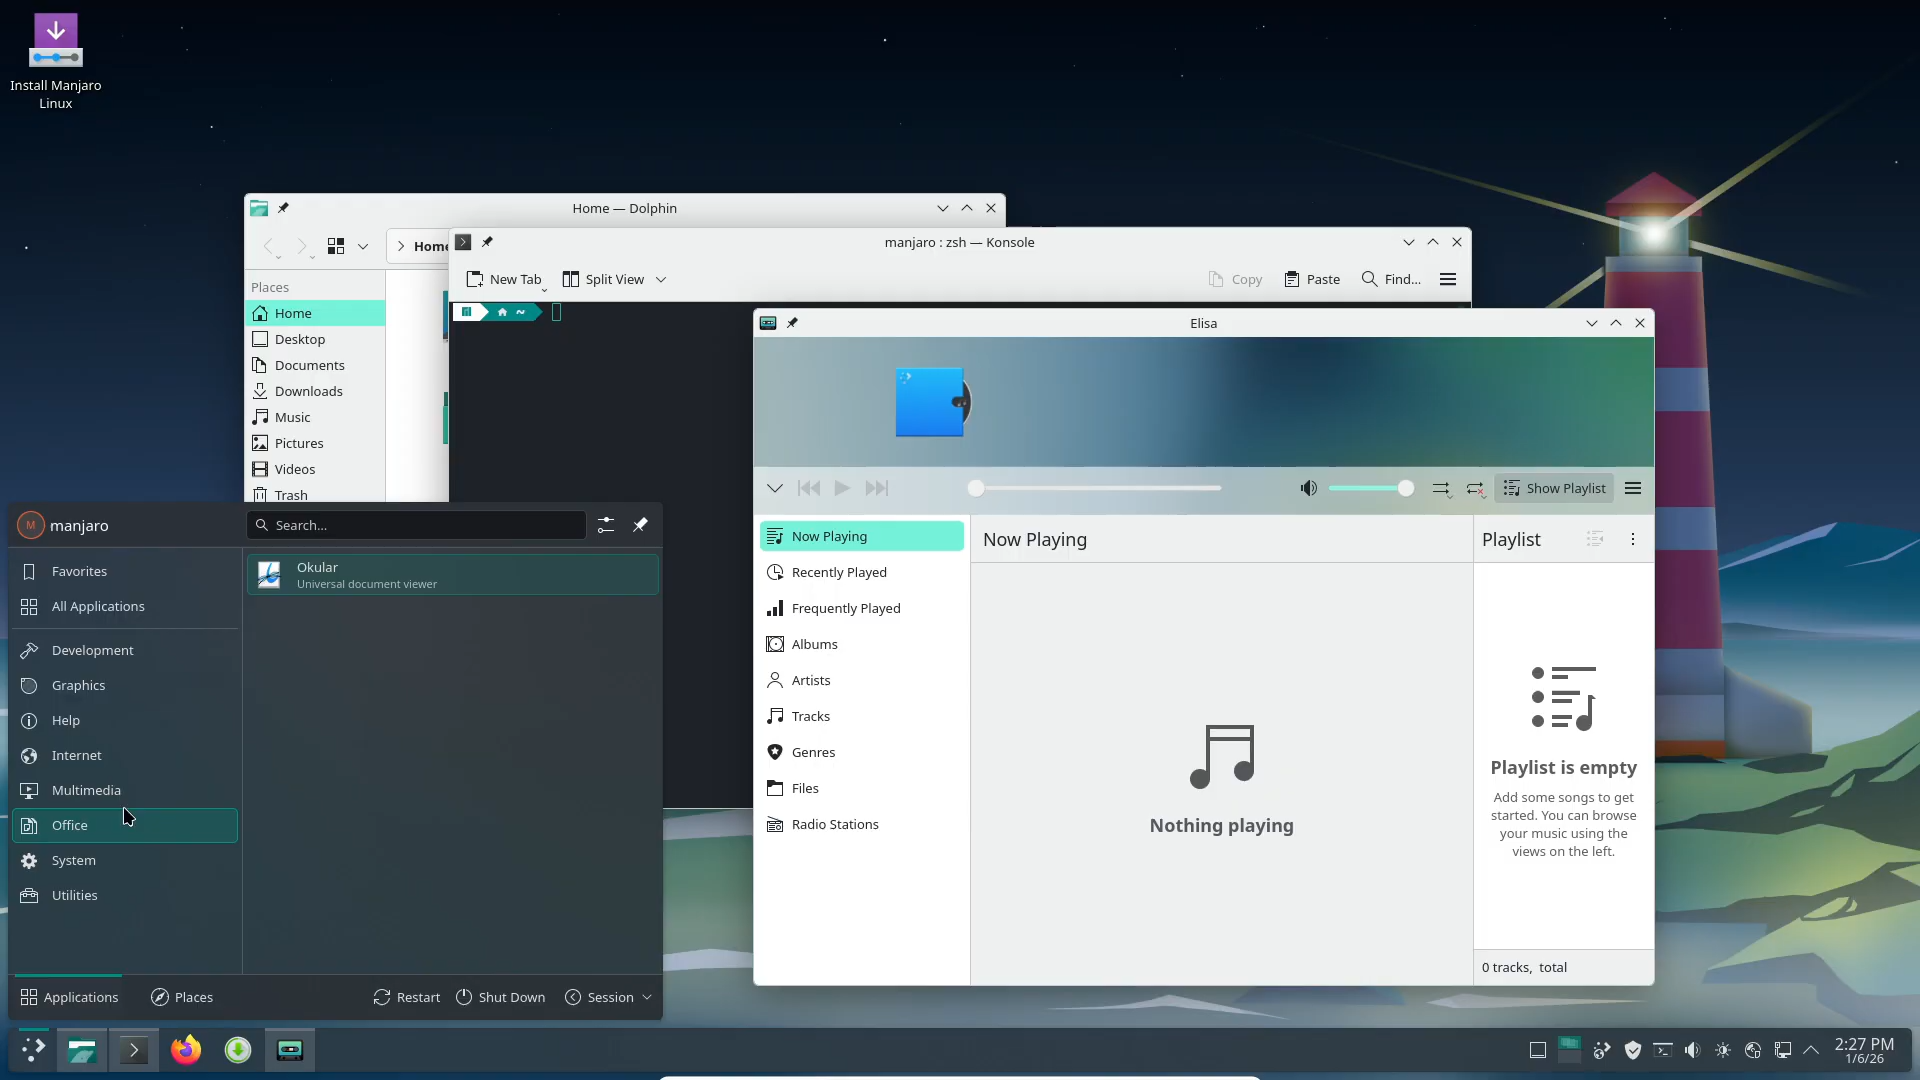 Install Manjaro
Linux
Home — Dolphin
Home
Places
Home
Desktop
Documents
Downloads
Music
Pictures
Videos
Trash
manjaro : zsh — Konsole
New Tab
Split View
Copy
Paste
Find...
~
Elisa
Show Playlist
Now Playing
Recently Played
Frequently Played
Albums
Artists
Tracks
Genres
Files
Radio Stations
Now Playing
Nothing playing
Playlist
Playlist is empty
Add some songs to get
started. You can browse
your music using the
views on the left.
0 tracks, total
M
manjaro
Search...
Favorites
All Applications
Development
Graphics
Help
Internet
Multimedia
Office
System
Utilities
Okular
Universal document viewer
Applications
Places
Restart
Shut Down
Session
2:27 PM
1/6/26